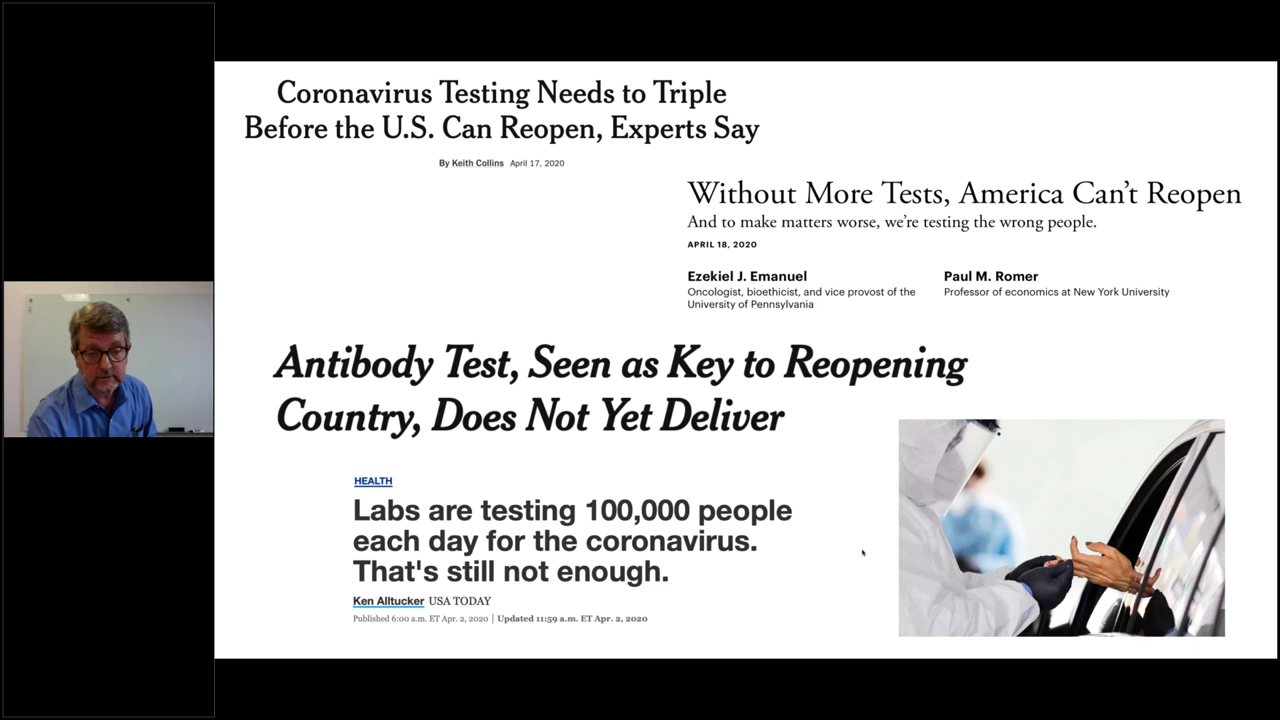 Coronavirus Testing Needs to Triple
Before the U.S. Can Reopen, Experts Say
By Keith Collins April 17, 2020
Without More Tests, America Can't Reopen
And to make matters worse, we're testing the wrong people.
APRIL 18, 2020
Ezekiel J. Emanuel
Oncologist, bioethicist, and vice provost of the
University of Pennsylvania
Paul M. Romer
Professor of economics at New York University
Antibody Test, Seen as Key to Reopening
Country, Does Not Yet Deliver
HEALTH
Labs are testing 100,000 people
each day for the coronavirus.
That's still not enough.
Ken Alltucker USA TODAY
Published 6:00 a.m. ET Apr. 2, 2020 | Updated 11:59 a.m. ET Apr. 2, 2020